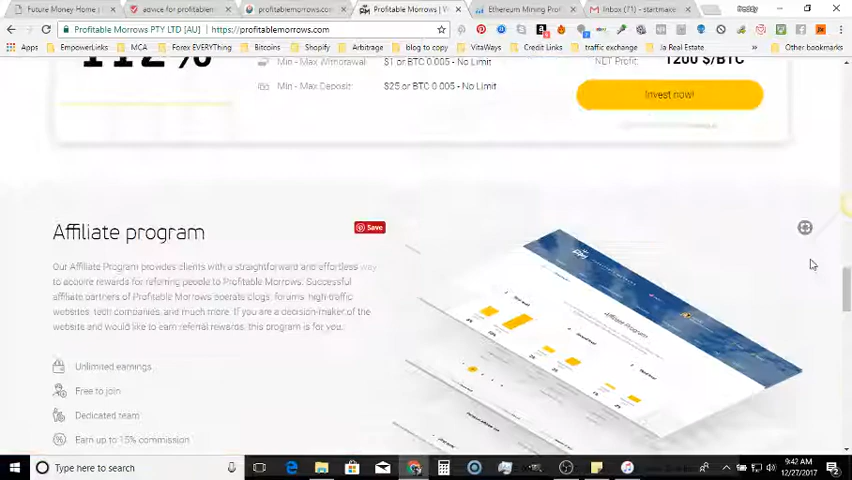 Future Money Home |
advice for profitablem
profitablemorrows.com
Profitable Morrows | V
Ethereum Mining Prof
Inbox (71) - startmake
Freddy
Profitable Morrows PTY LTD [AU] | https://profitablemorrows.com
Apps
EmpowerLinks
MCA
Forex EVERYthing
Bitcoins
Shopify
Arbitrage
blog to copy
VitaWays
Credit Links
traffic exchange
Ja Real Estate
Other bookmarks
112%
Min - Max Withdrawal:
$1 or BTC 0.005 - No Limit
NET Profit:
1200 $/BTC
Min - Max Deposit:
$25 or BTC 0.005 - No Limit
Invest now!
Affiliate program
Save
Our Affiliate Program provides clients with a straightforward and effortless way
to acquire rewards for referring people to Profitable Morrows. Successful
affiliate partners of Profitable Morrows operate blogs, forums, high-traffic
websites, tech companies, and much more. If you are a decision-maker of the
website and would like to earn referral rewards, this program is for you.
Affiliate Program
Unlimited earnings
Free to join
Dedicated team
Earn up to 15% commission
Type here to search
9:42 AM
12/27/2017